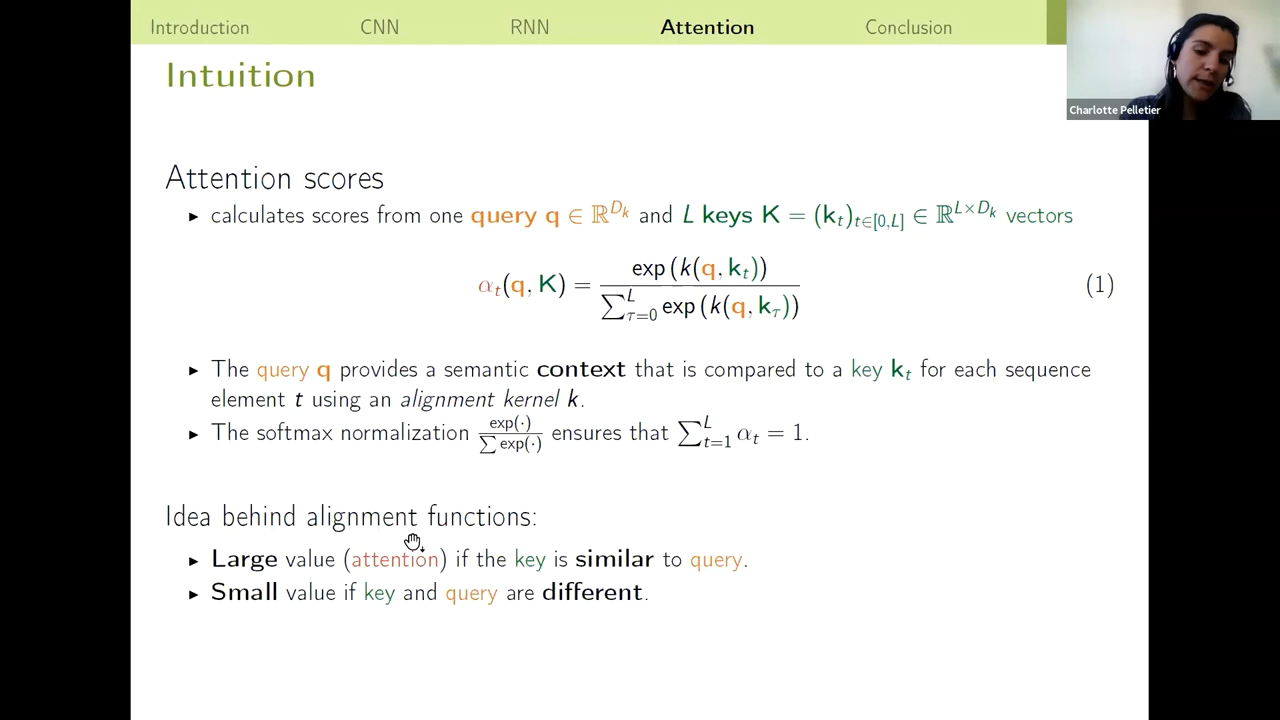 Introduction CNN RNN Attention Conclusion
Charlotte Pelletier
Intuition
Attention scores
▸ calculates scores from one query q ∈ ℝ^{D_k} and L keys K = (k_t)_{t∈[0,L]} ∈ ℝ^{L×D_k} vectors
α_t(q, K) = exp (k(q, k_t)) / ∑_{τ=0}^{L} exp (k(q, k_τ)) (1)
▸ The query q provides a semantic context that is compared to a key k_t for each sequence
element t using an alignment kernel k.
▸ The softmax normalization exp(·) / ∑ exp(·) ensures that ∑_{t=1}^{L} α_t = 1.
Idea behind alignment functions:
▸ Large value (attention) if the key is similar to query.
▸ Small value if key and query are different.